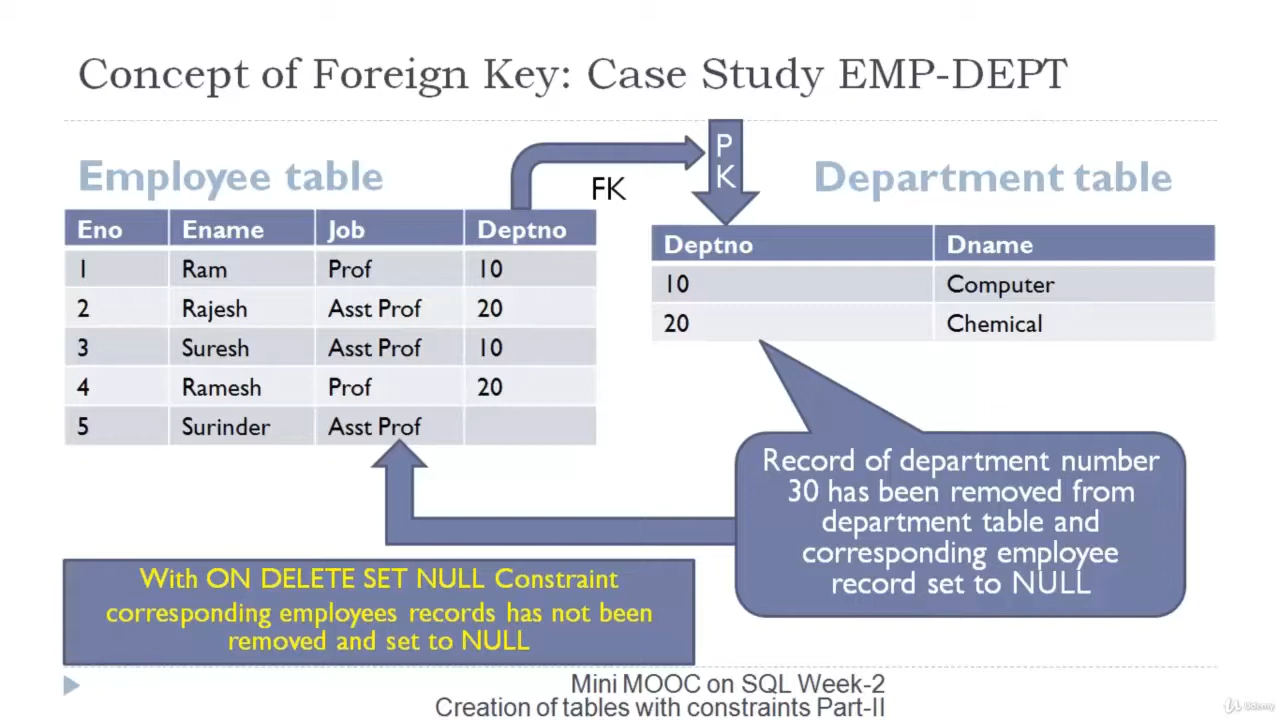 Concept of Foreign Key: Case Study EMP-DEPT
Employee table
FK
P
K
Department table
Eno Ename Job Deptno
1 Ram Prof 10
2 Rajesh Asst Prof 20
3 Suresh Asst Prof 10
4 Ramesh Prof 20
5 Surinder Asst Prof
Deptno Dname
10 Computer
20 Chemical
Record of department number
30 has been removed from
department table and
corresponding employee
record set to NULL
With ON DELETE SET NULL Constraint
corresponding employees records has not been
removed and set to NULL
Mini MOOC on SQL Week-2
Creation of tables with constraints Part-II
Udemy